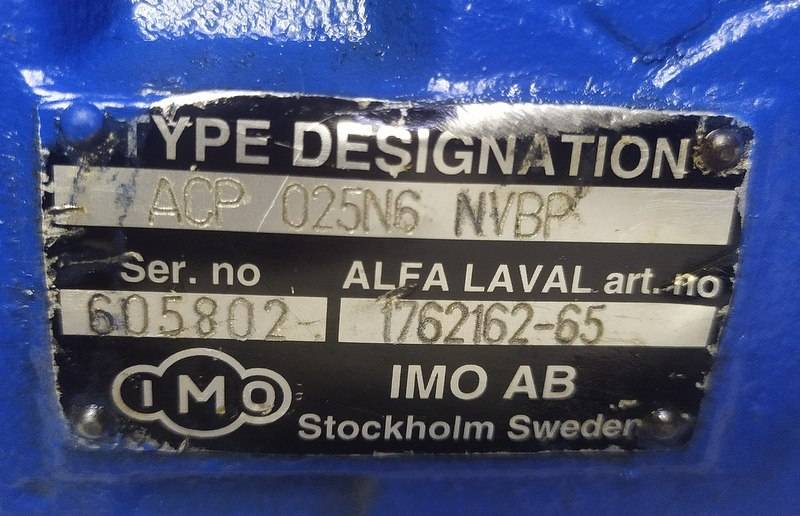 TYPE DESIGNATION
ACP /025N6 NVBP
Ser. no ALFA LAVAL art. no
605802 1762162-65
IMO IMO AB
Stockholm Sweden